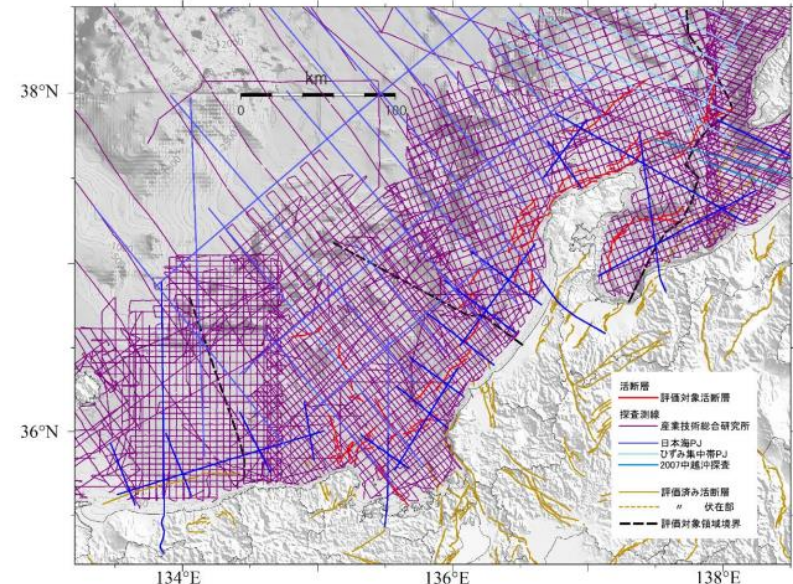 38°N
km
0
100
36°N
活断層
評価対象活断層
探査測線
産業技術総合研究所
日本海PJ
ひずみ集中帯PJ
2007中越沖探査
評価済み活断層
〃 伏在部
評価対象領域境界
134°E
136°E
138°E